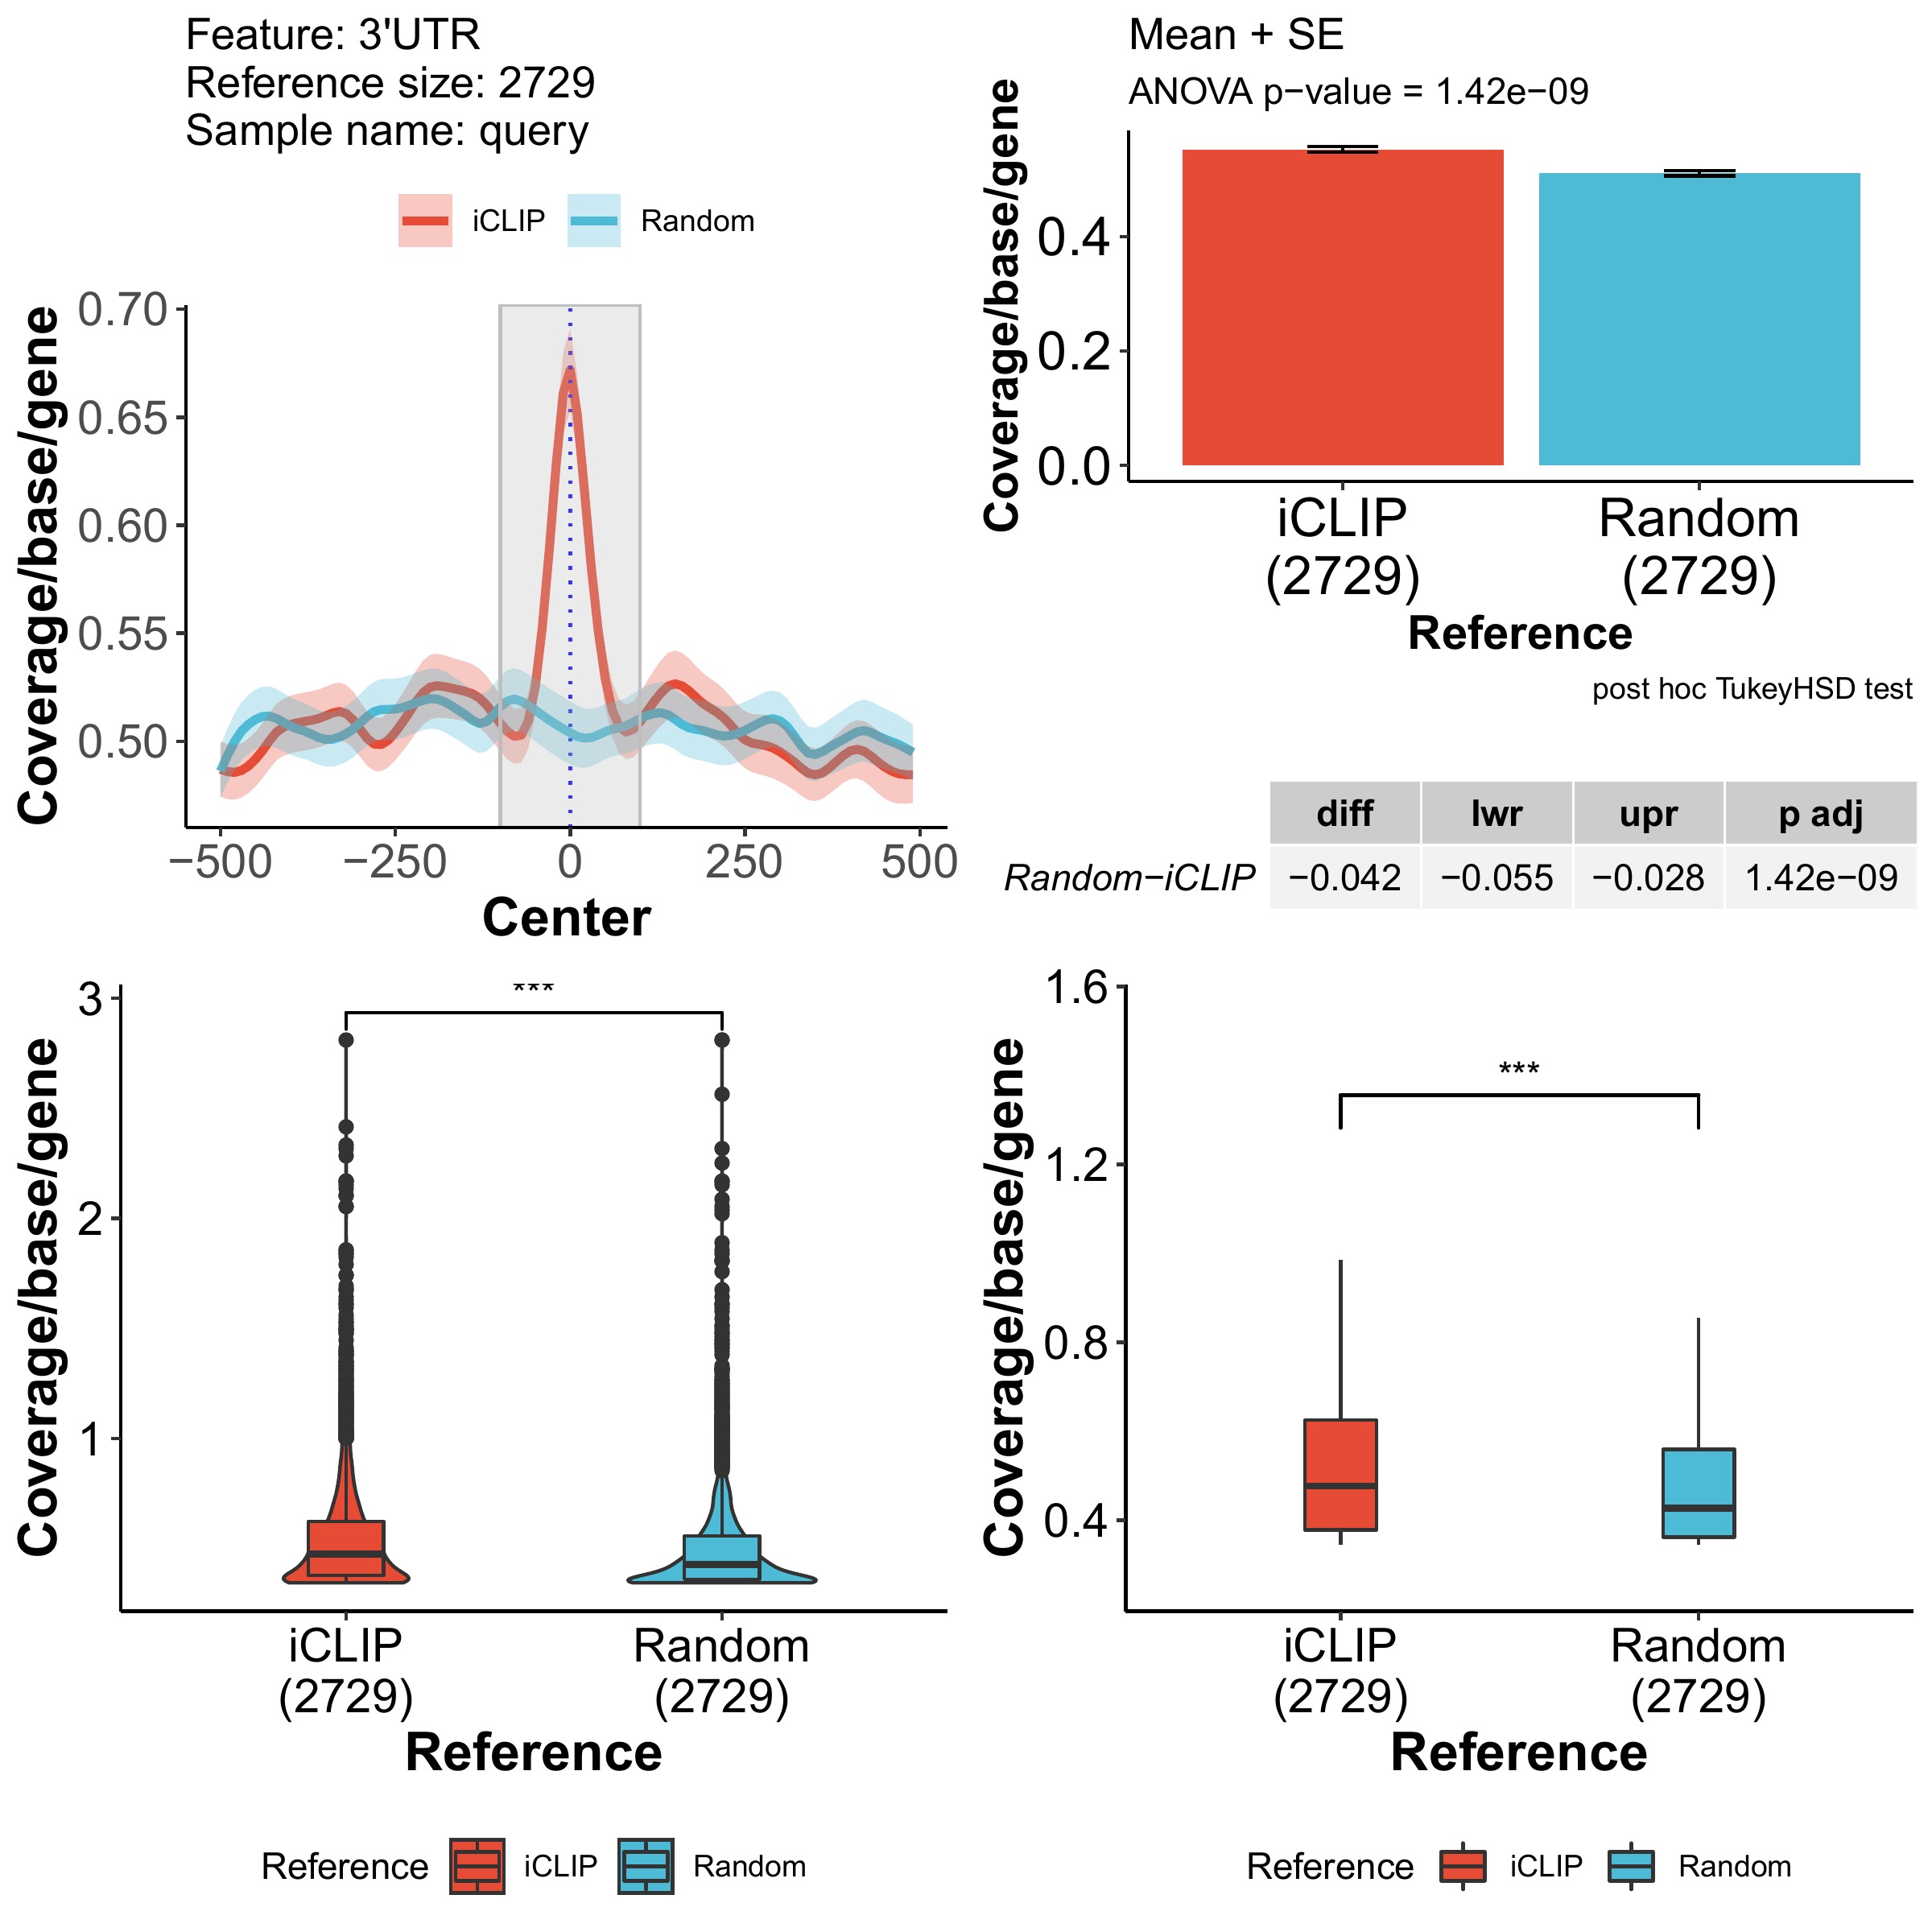 Feature: 3'UTR
Reference size: 2729
Sample name: query
iCLIP
Random
Coverage/base/gene
0.70
0.65
0.60
0.55
0.50
−500
−250
0
250
500
Center
Mean + SE
ANOVA p−value = 1.42e−09
Coverage/base/gene
0.4
0.2
0.0
iCLIP
(2729)
Random
(2729)
Reference
post hoc TukeyHSD test
diff lwr upr p adj
Random−iCLIP −0.042 −0.055 −0.028 1.42e−09
Coverage/base/gene
3
2
1
***
iCLIP
(2729)
Random
(2729)
Reference
Reference iCLIP Random
Coverage/base/gene
1.6
1.2
0.8
0.4
***
iCLIP
(2729)
Random
(2729)
Reference
Reference iCLIP Random